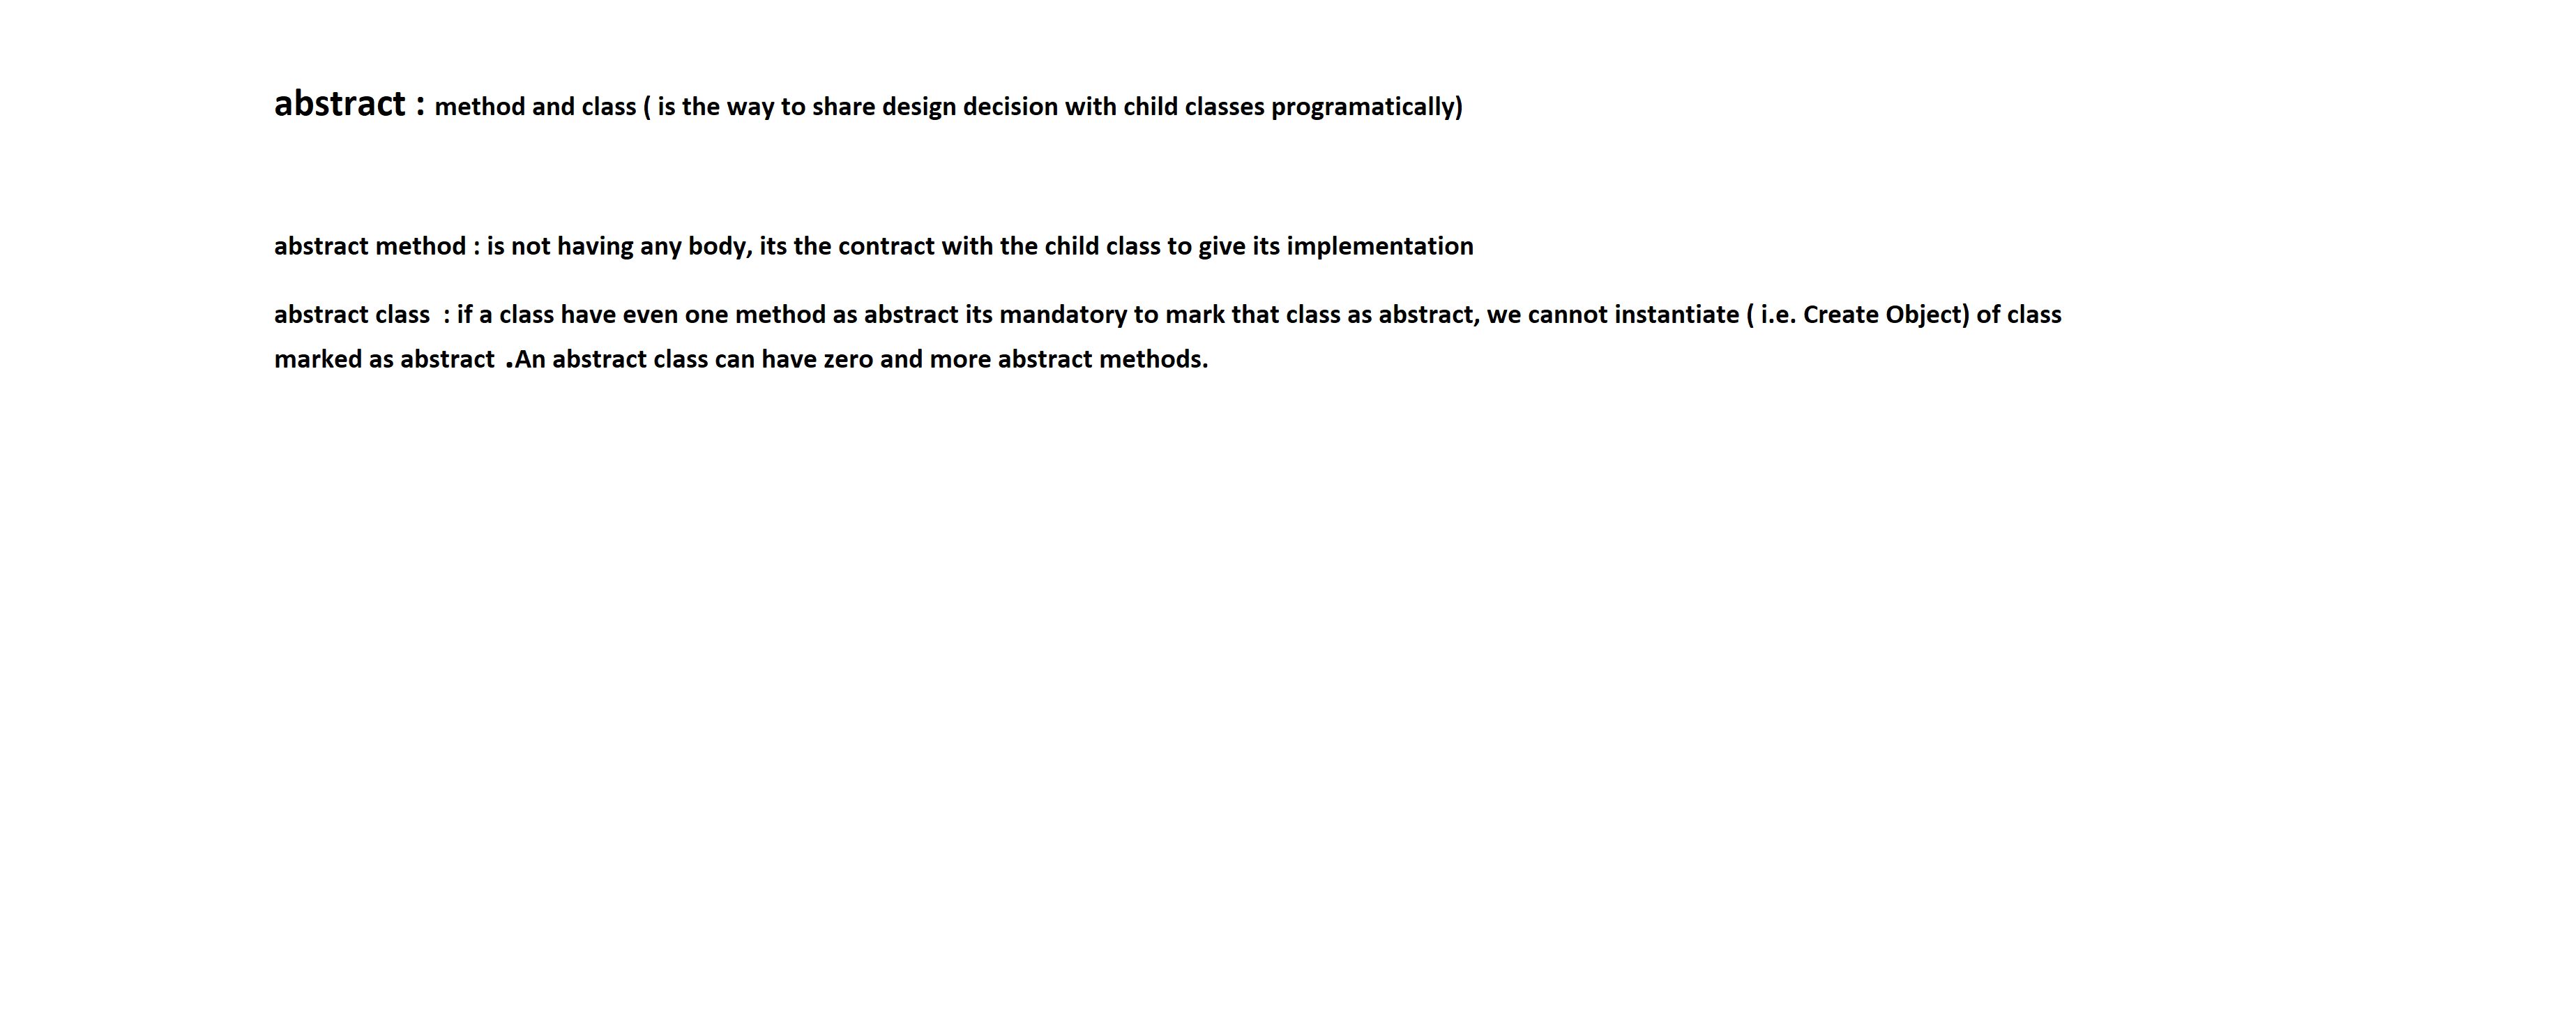 abstract : method and class ( is the way to share design decision with child classes programatically)
abstract method : is not having any body, its the contract with the child class to give its implementation
abstract class  : if a class have even one method as abstract its mandatory to mark that class as abstract, we cannot instantiate ( i.e. Create Object) of class
marked as abstract .An abstract class can have zero and more abstract methods.